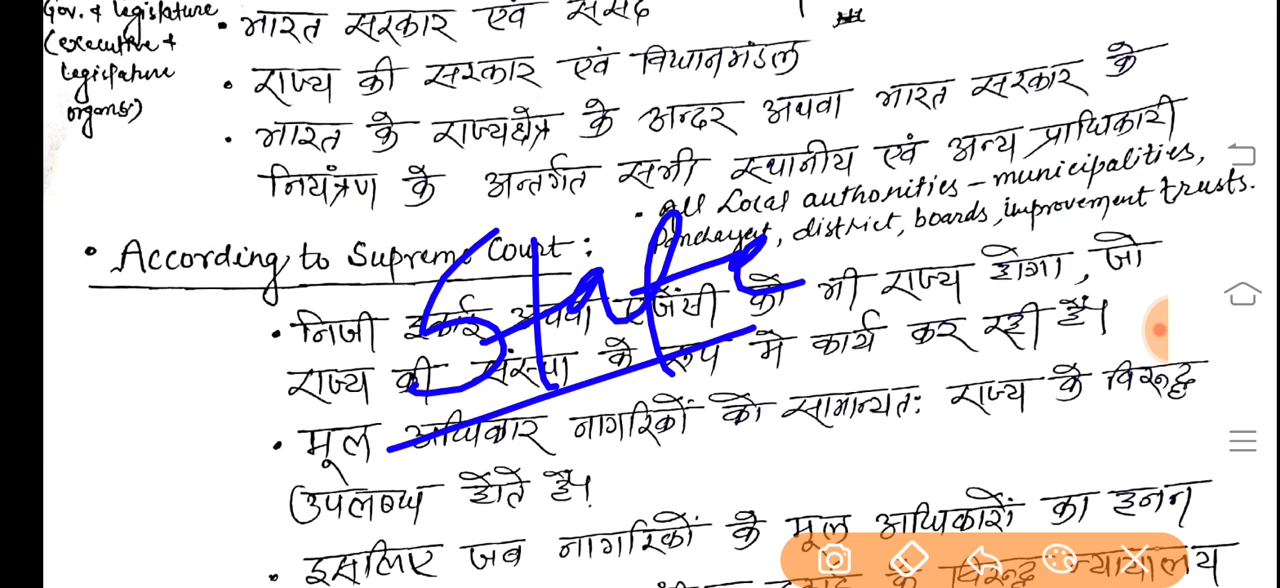 Gov. & legislature
(executive +
legislature
organs)
• भारत सरकार एवं संसद
• राज्य की सरकार एवं विधानमंडल
• भारत के राज्यक्षेत्र के अन्दर अथवा भारत सरकार के
नियंत्रण के अन्तर्गत सभी स्थानीय एवं अन्य प्राधिकारी
• all Local authorities – municipalities,
Panchayat, district, boards, improvement trusts.
• According to Supreme Court :
State
• निजी इकाई अथवा एजेंसी को भी राज्य होगा, जो
राज्य की संस्था के रूप में कार्य कर रही है।
• मूल अधिकार नागरिकों को सामान्यतः राज्य के विरूद्ध
उपलब्ध होते हैं।
• इसलिए जब नागरिकों के मूल अधिकारों का हनन
के विरूद्ध न्यायालय